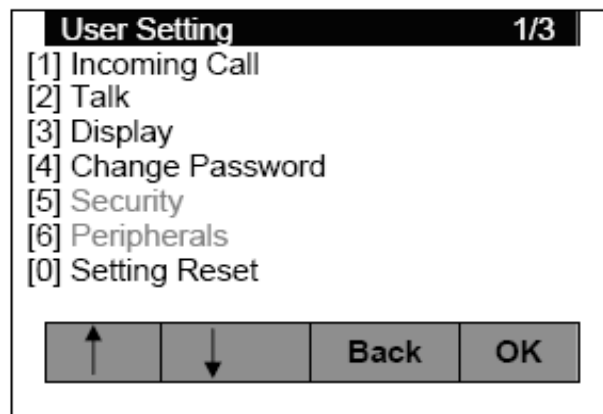 User Setting 1/3
[1] Incoming Call
[2] Talk
[3] Display
[4] Change Password
[5] Security
[6] Peripherals
[0] Setting Reset
↑ ↓ Back OK